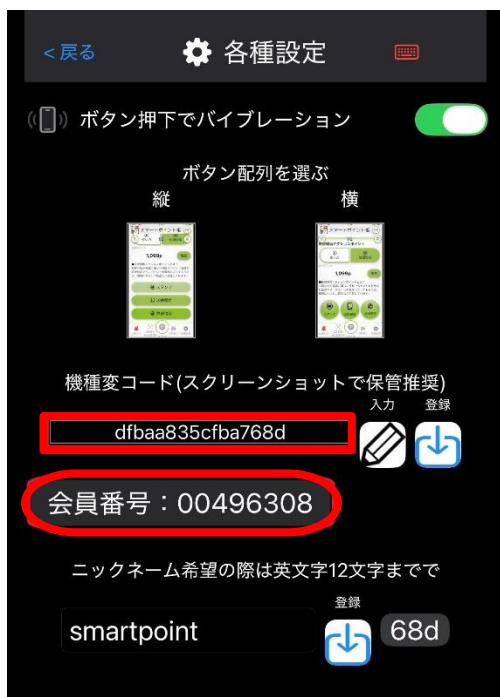 <戻る 各種設定
ボタン押下でバイブレーション
ボタン配列を選ぶ
縦 横
機種変コード(スクリーンショットで保管推奨)
入力 登録
dfbaa835cfba768d
会員番号：00496308
ニックネーム希望の際は英文字12文字までで
登録
smartpoint 68d